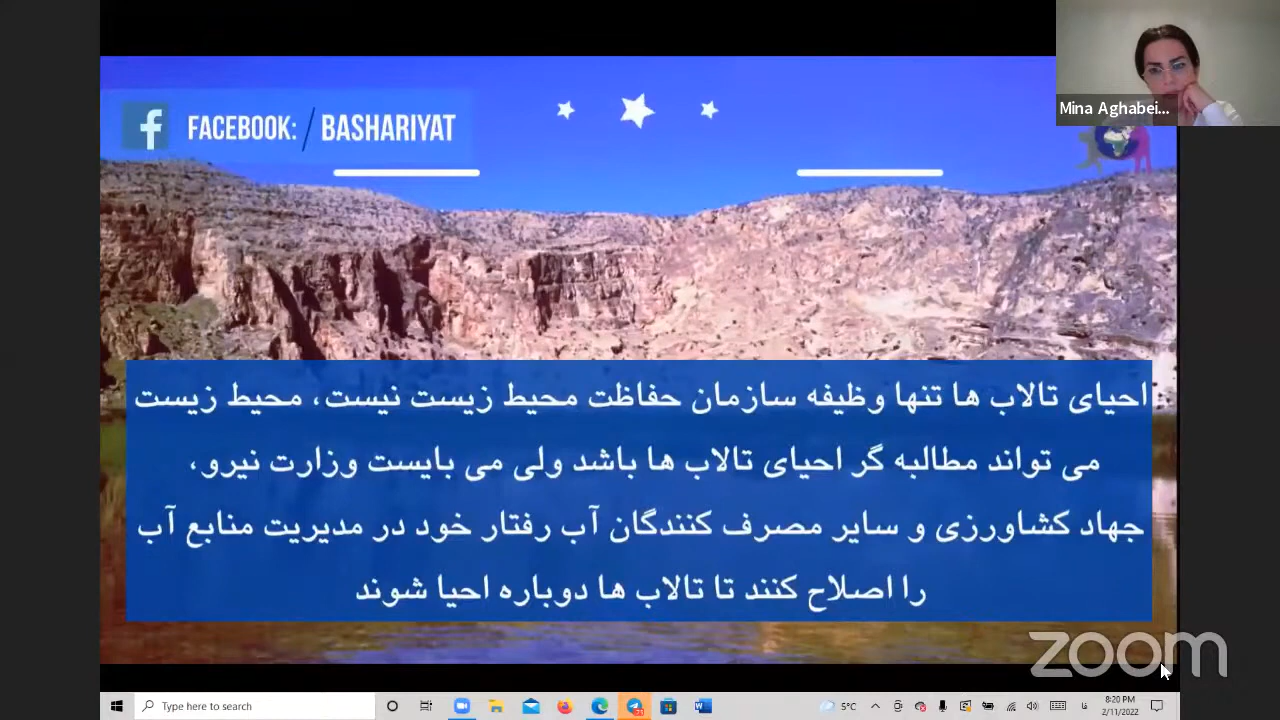 Mina Aghabei...
FACEBOOK: / BASHARIYAT
احیای تالاب ها تنها وظیفه سازمان حفاظت محیط زیست نیست، محیط زیست
می تواند مطالبه گر احیای تالاب ها باشد ولی می بایست وزارت نیرو،
جهاد کشاورزی و سایر مصرف کنندگان آب رفتار خود در مدیریت منابع آب
را اصلاح کنند تا تالاب ها دوباره احیا شوند
zoom
Type here to search
5°C
فا
8:20 PM
2/11/2022